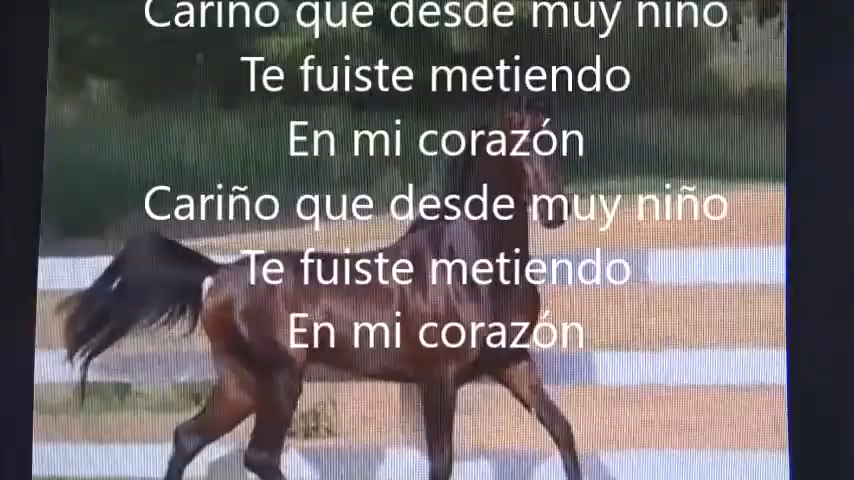 Cariño que desde muy niño
Te fuiste metiendo
En mi corazón
Cariño que desde muy niño
Te fuiste metiendo
En mi corazón